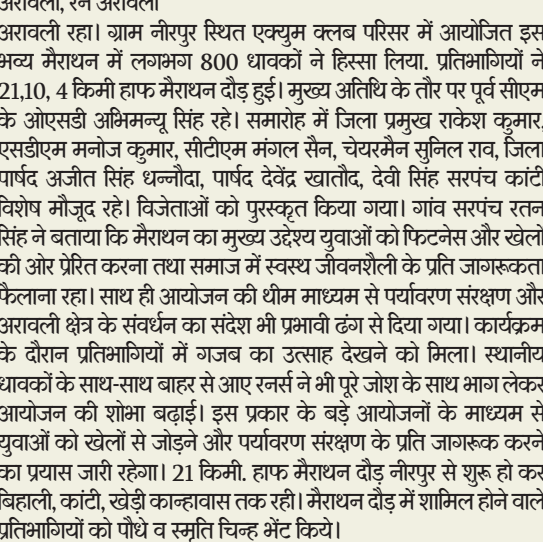 अरावली, रन अरावली
अरावली रहा। ग्राम नीरपुर स्थित एक्युम क्लब परिसर में आयोजित इस
भव्य मैराथन में लगभग 800 धावकों ने हिस्सा लिया. प्रतिभागियों ने
21,10, 4 किमी हाफ मैराथन दौड़ हुई। मुख्य अतिथि के तौर पर पूर्व सीएम
के ओएसडी अभिमन्यू सिंह रहे। समारोह में जिला प्रमुख राकेश कुमार,
एसडीएम मनोज कुमार, सीटीएम मंगल सैन, चेयरमैन सुनिल राव, जिला
पार्षद अजीत सिंह धन्नौदा, पार्षद देवेंद्र खातौद, देवी सिंह सरपंच कांटी
विशेष मौजूद रहे। विजेताओं को पुरस्कृत किया गया। गांव सरपंच रतन
सिंह ने बताया कि मैराथन का मुख्य उद्देश्य युवाओं को फिटनेस और खेलो
की ओर प्रेरित करना तथा समाज में स्वस्थ जीवनशैली के प्रति जागरूकता
फैलाना रहा। साथ ही आयोजन की थीम माध्यम से पर्यावरण संरक्षण और
अरावली क्षेत्र के संवर्धन का संदेश भी प्रभावी ढंग से दिया गया। कार्यक्रम
के दौरान प्रतिभागियों में गजब का उत्साह देखने को मिला। स्थानीय
धावकों के साथ-साथ बाहर से आए रनर्स ने भी पूरे जोश के साथ भाग लेकर
आयोजन की शोभा बढ़ाई। इस प्रकार के बड़े आयोजनों के माध्यम से
युवाओं को खेलों से जोड़ने और पर्यावरण संरक्षण के प्रति जागरूक करने
का प्रयास जारी रहेगा। 21 किमी. हाफ मैराथन दौड़ नीरपुर से शुरू हो कर
बिहाली, कांटी, खेड़ी कान्हावास तक रही। मैराथन दौड़ में शामिल होने वाले
प्रतिभागियों को पौधे व स्मृति चिन्ह भेंट किये।